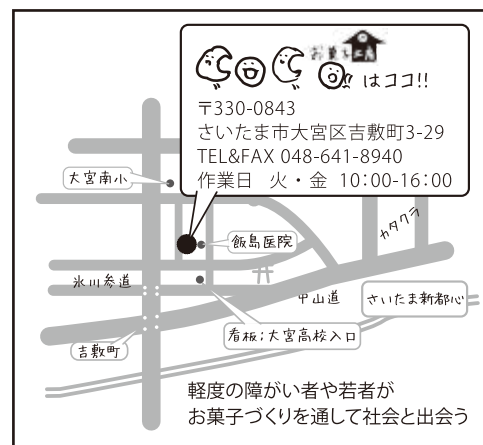 お菓子工房
はココ!!
〒330-0843
さいたま市大宮区吉敷町3-29
TEL&FAX 048-641-8940
作業日 火・金 10:00-16:00
大宮南小
飯島医院
カタクラ
氷川参道
中山道
さいたま新都心
看板；大宮高校入口
吉敷町
軽度の障がい者や若者が
お菓子づくりを通して社会と出会う